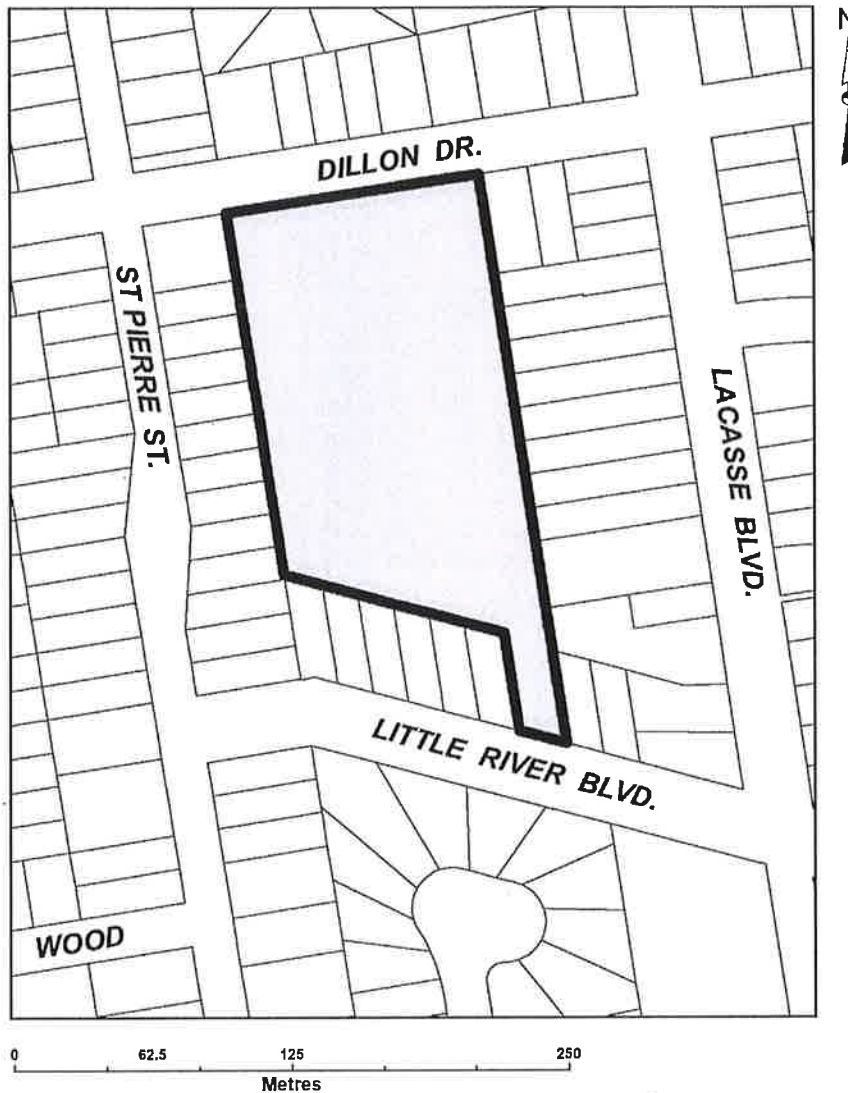 N
DILLON DR.
ST PIERRE ST.
LACASSE BLVD.
LITTLE RIVER BLVD.
WOOD
0 62.5 125 250
Metres